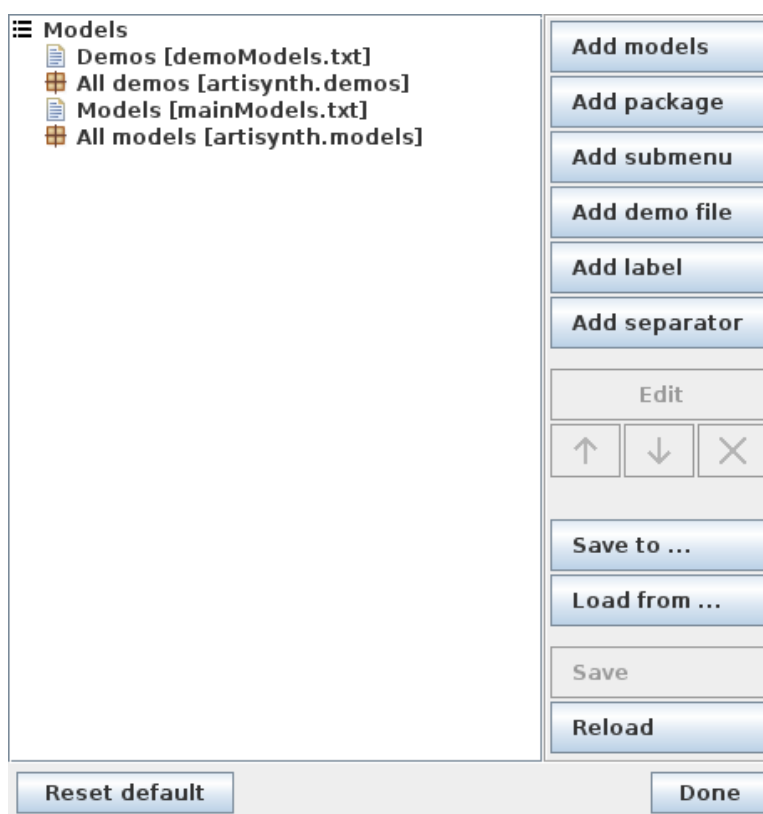 Models
Demos [demoModels.txt]
All demos [artisynth.demos]
Models [mainModels.txt]
All models [artisynth.models]
Add models
Add package
Add submenu
Add demo file
Add label
Add separator
Edit
Save to ...
Load from ...
Save
Reload
Reset default
Done